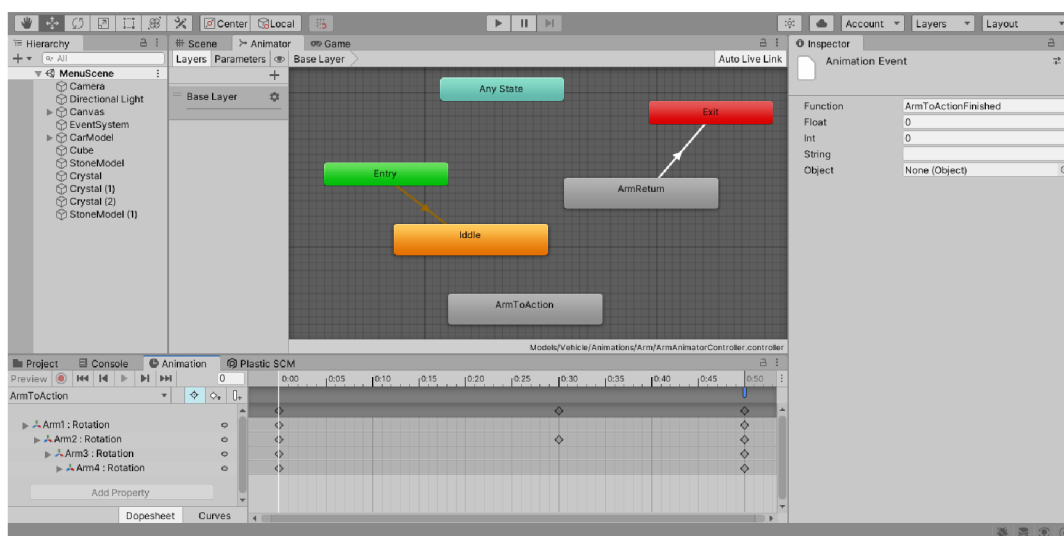 Center Local
Account Layers Layout
Hierarchy
All
MenuScene
Camera
Directional Light
Canvas
EventSystem
CarModel
Cube
StoneModel
Crystal
Crystal (1)
Crystal (2)
StoneModel (1)
Scene Animator Game
Layers Parameters Base Layer Auto Live Link
Base Layer
Any State
Exit
Entry
ArmReturn
Iddle
ArmToAction
Models/Vehicle/Animations/Arm/ArmAnimatorController.controller
Inspector
Animation Event
Function ArmToActionFinished
Float 0
Int 0
String
Object None (Object)
Project Console Animation Plastic SCM
Preview 0 0:00 0:05 0:10 0:15 0:20 0:25 0:30 0:35 0:40 0:45 0:50
ArmToAction
Arm1 : Rotation
Arm2 : Rotation
Arm3 : Rotation
Arm4 : Rotation
Add Property
Dopesheet Curves